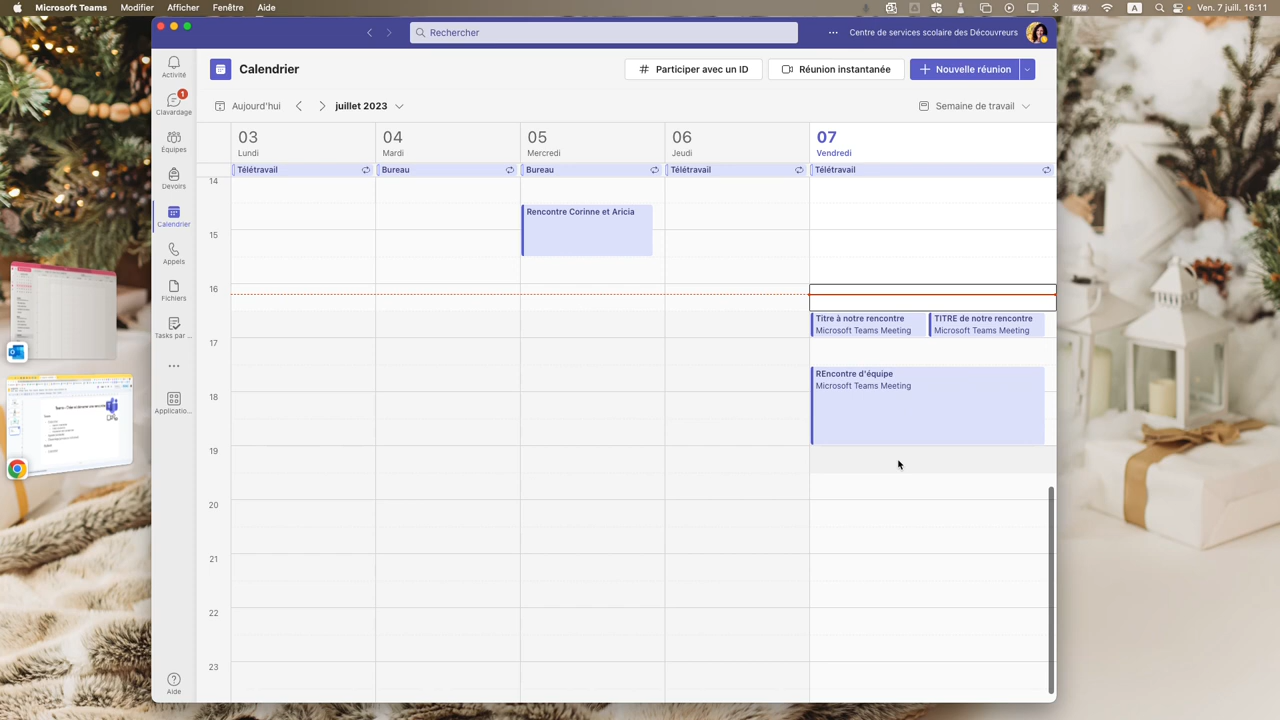 Microsoft Teams Modifier Afficher Fenêtre Aide
A
Ven. 7 juil. 16:11
Rechercher
Centre de services scolaire des Découvreurs
Activité
1
Clavardage
Équipes
Devoirs
Calendrier
Appels
Fichiers
Tasks par ...
Applicatio...
Aide
Calendrier
Participer avec un ID
Réunion instantanée
Nouvelle réunion
Aujourd'hui
juillet 2023
Semaine de travail
03 04 05 06 07
Lundi Mardi Mercredi Jeudi Vendredi
Télétravail Bureau Bureau Télétravail Télétravail
14
Rencontre Corinne et Aricia
15
16
Titre à notre rencontre
Microsoft Teams Meeting
TITRE de notre rencontre
Microsoft Teams Meeting
17
REncontre d'équipe
Microsoft Teams Meeting
18
19
20
21
22
23